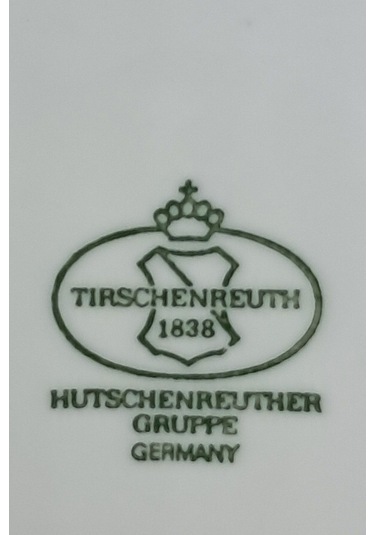 TIRSCHENREUTH
1838
HUTSCHENREUTHER
GRUPPE
GERMANY